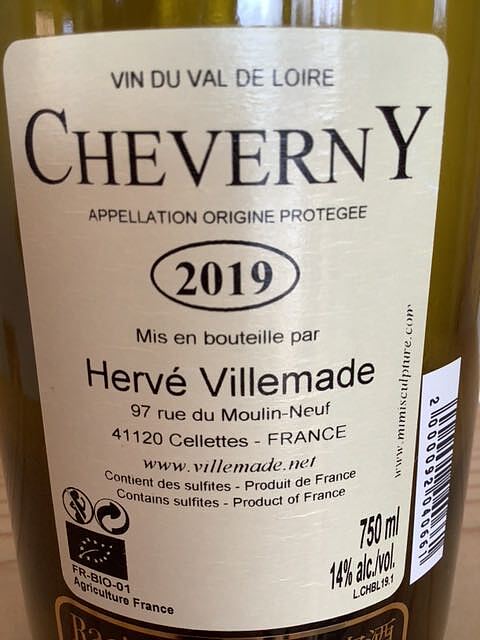 VIN DU VAL DE LOIRE
CHEVERNY
APPELLATION ORIGINE PROTEGEE
2019
Mis en bouteille par
Hervé Villemade
97 rue du Moulin-Neuf
41120 Cellettes - FRANCE
www.villemade.net
Contient des sulfites - Produit de France
Contains sulfites - Product of France
www.mimisculpture.com
FR-BIO-01
Agriculture France
750 ml
14% alc./vol.
L.CHBL19.1
2000092040661